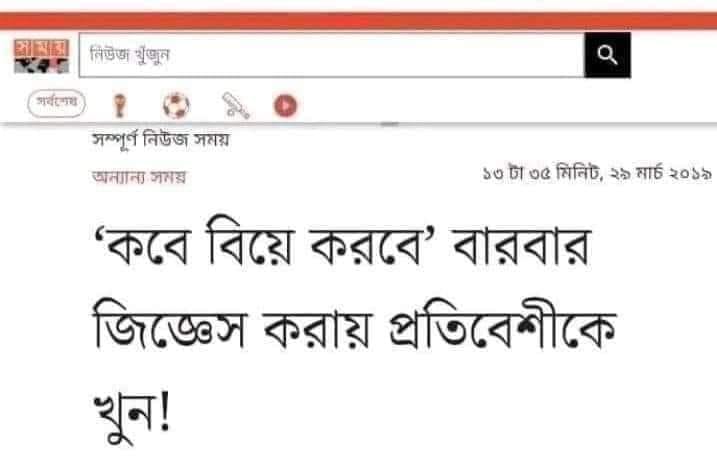 সময়
নিউজ খুঁজুন
সর্বশেষ
সম্পূর্ণ নিউজ সময়
অন্যান্য সময়
১৩ টা ৩৫ মিনিট, ২৯ মার্চ ২০১৯
‘কবে বিয়ে করবে’ বারবার
জিজ্ঞেস করায় প্রতিবেশীকে
খুন!